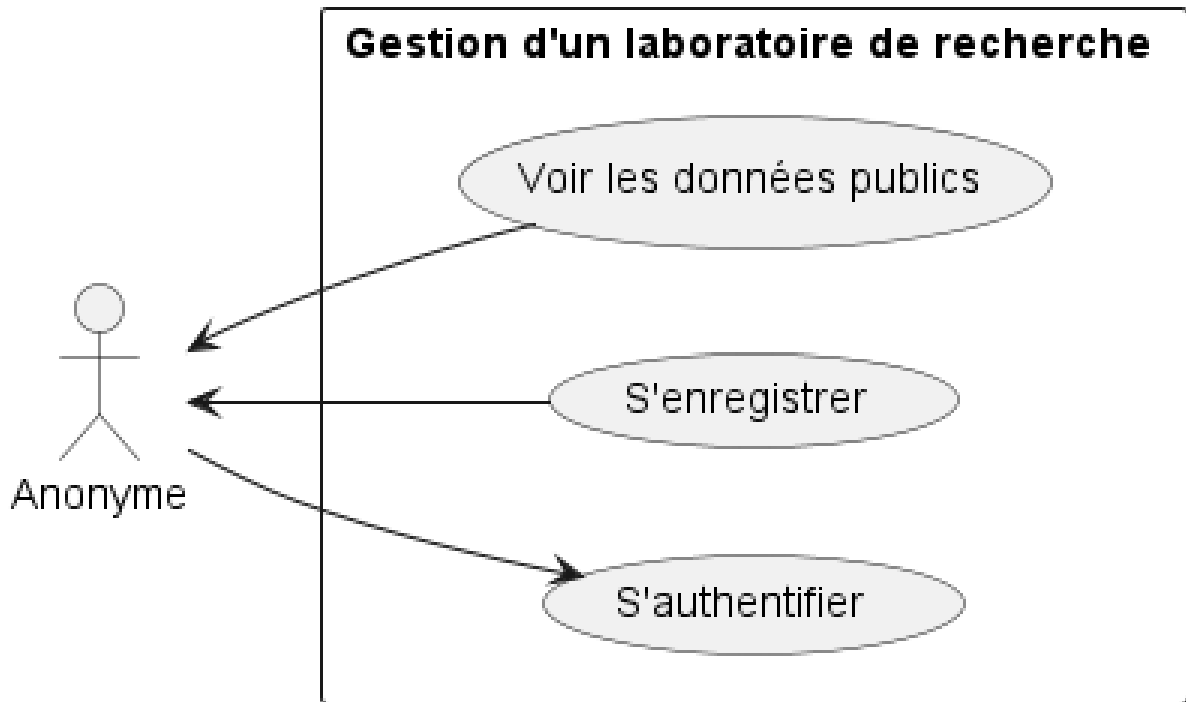 Gestion d'un laboratoire de recherche
Voir les données publics
S'enregistrer
Anonyme
S'authentifier